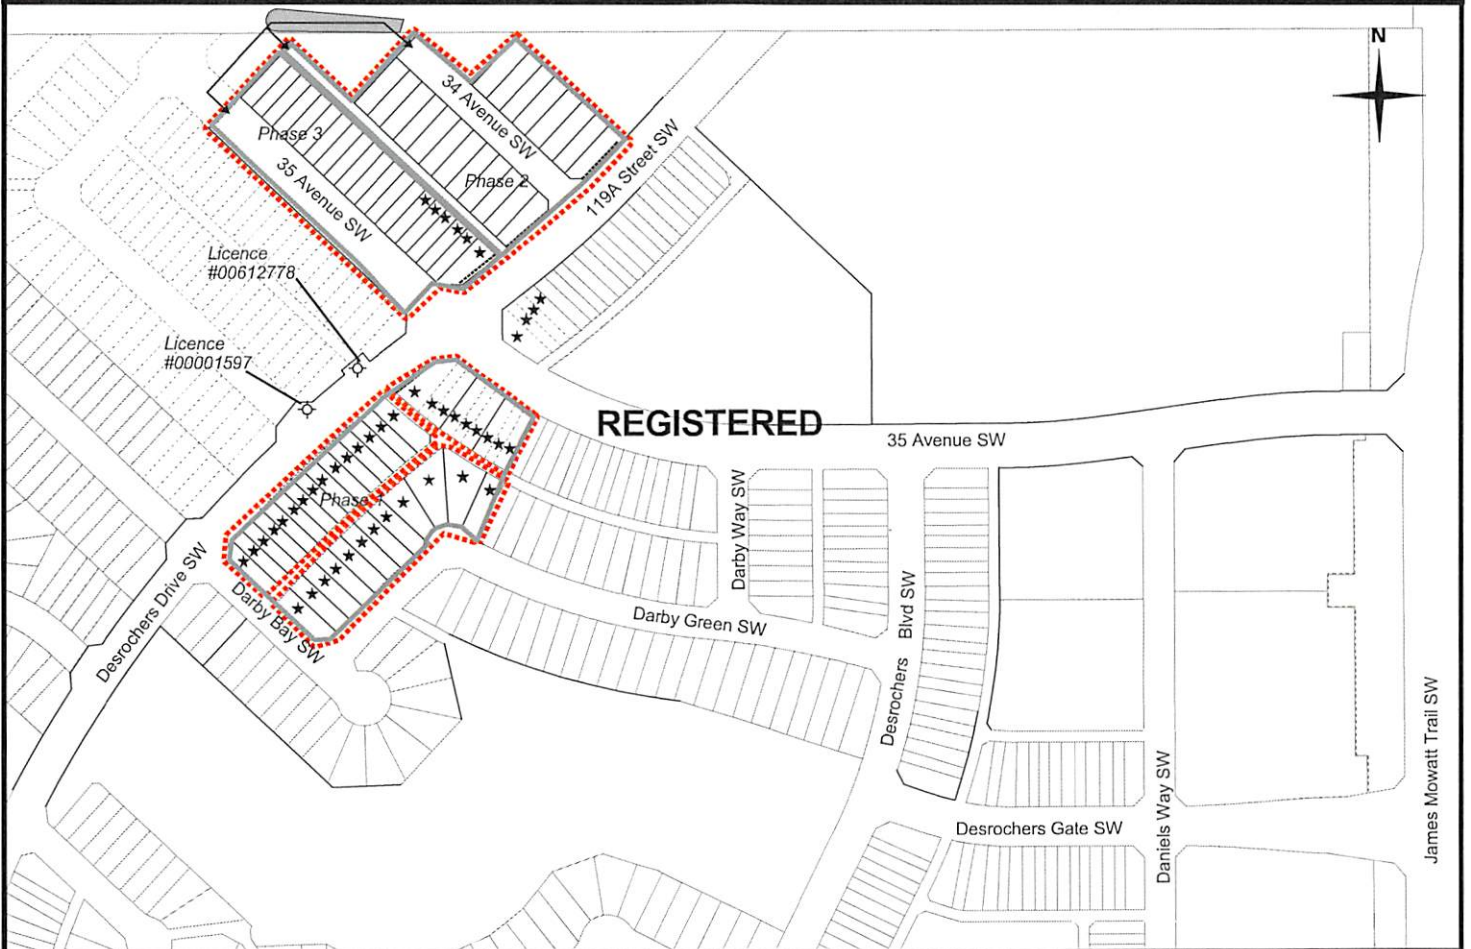 N
34 Avenue SW
Phase 3
Phase 2
35 Avenue SW
119A Street SW
Licence
#00612778
Licence
#00001597
REGISTERED
35 Avenue SW
Phase 1
Darby Way SW
Desrochers Drive SW
Darby Bay SW
Darby Green SW
Desrochers Blvd SW
Desrochers Gate SW
Daniels Way SW
James Mowatt Trail SW